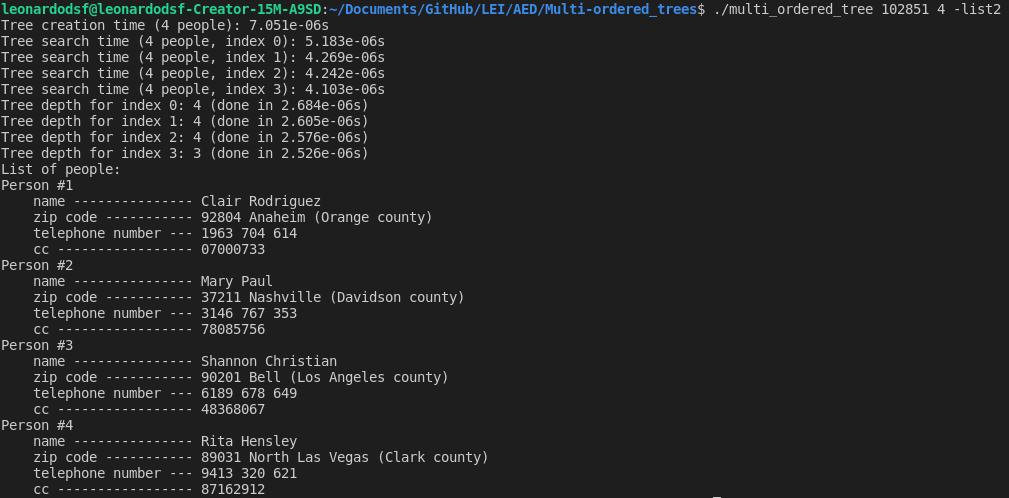 leonardodsf@leonardodsf-Creator-15M-A9SD:~/Documents/GitHub/LEI/AED/Multi-ordered_trees$ ./multi_ordered_tree 102851 4 -list2
Tree creation time (4 people): 7.051e-06s
Tree search time (4 people, index 0): 5.183e-06s
Tree search time (4 people, index 1): 4.269e-06s
Tree search time (4 people, index 2): 4.242e-06s
Tree search time (4 people, index 3): 4.103e-06s
Tree depth for index 0: 4 (done in 2.684e-06s)
Tree depth for index 1: 4 (done in 2.605e-06s)
Tree depth for index 2: 4 (done in 2.576e-06s)
Tree depth for index 3: 3 (done in 2.526e-06s)
List of people:
Person #1
    name --------------- Clair Rodriguez
    zip code ----------- 92804 Anaheim (Orange county)
    telephone number --- 1963 704 614
    cc ----------------- 07000733
Person #2
    name --------------- Mary Paul
    zip code ----------- 37211 Nashville (Davidson county)
    telephone number --- 3146 767 353
    cc ----------------- 78085756
Person #3
    name --------------- Shannon Christian
    zip code ----------- 90201 Bell (Los Angeles county)
    telephone number --- 6189 678 649
    cc ----------------- 48368067
Person #4
    name --------------- Rita Hensley
    zip code ----------- 89031 North Las Vegas (Clark county)
    telephone number --- 9413 320 621
    cc ----------------- 87162912